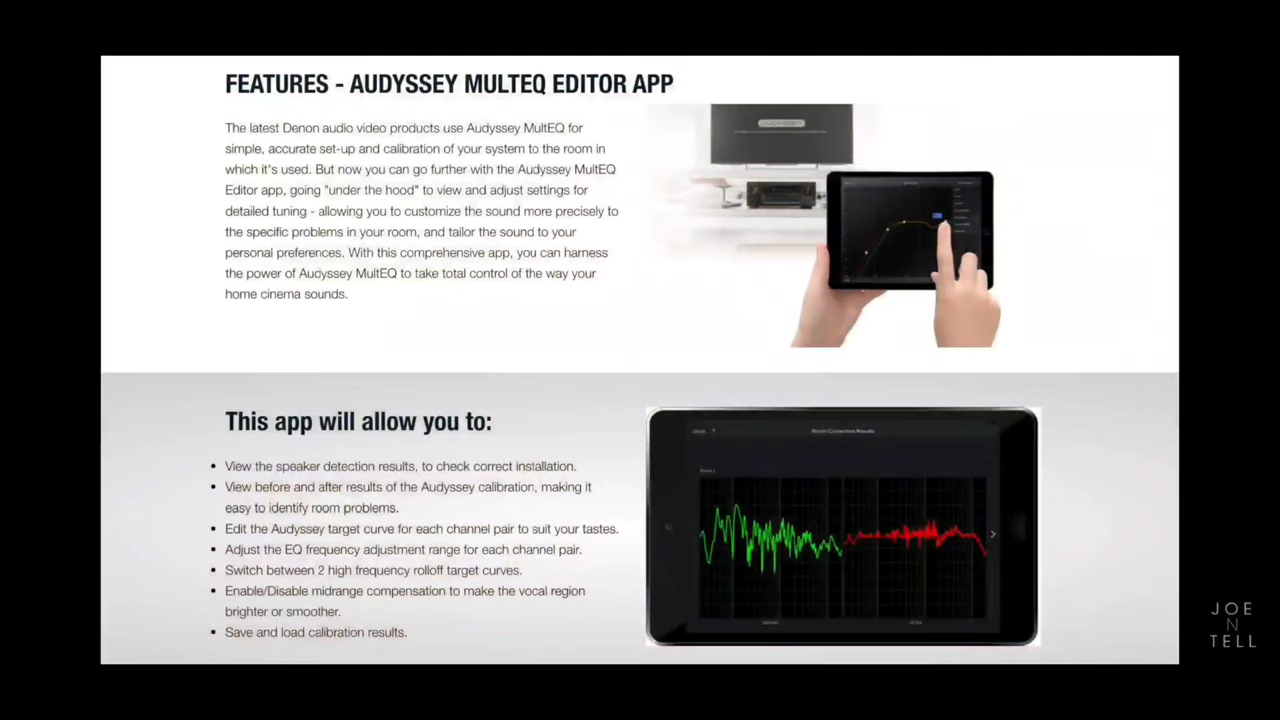 FEATURES - AUDYSSEY MULTEQ EDITOR APP
The latest Denon audio video products use Audyssey MultEQ for
simple, accurate set-up and calibration of your system to the room in
which it's used. But now you can go further with the Audyssey MultEQ
Editor app, going "under the hood" to view and adjust settings for
detailed tuning - allowing you to customize the sound more precisely to
the specific problems in your room, and tailor the sound to your
personal preferences. With this comprehensive app, you can harness
the power of Audyssey MultEQ to take total control of the way your
home cinema sounds.
This app will allow you to:
View the speaker detection results, to check correct installation.
View before and after results of the Audyssey calibration, making it
easy to identify room problems.
Edit the Audyssey target curve for each channel pair to suit your tastes.
Adjust the EQ frequency adjustment range for each channel pair.
Switch between 2 high frequency rolloff target curves.
Enable/Disable midrange compensation to make the vocal region
brighter or smoother.
Save and load calibration results.
Room Correction Results
JOE
N
TELL